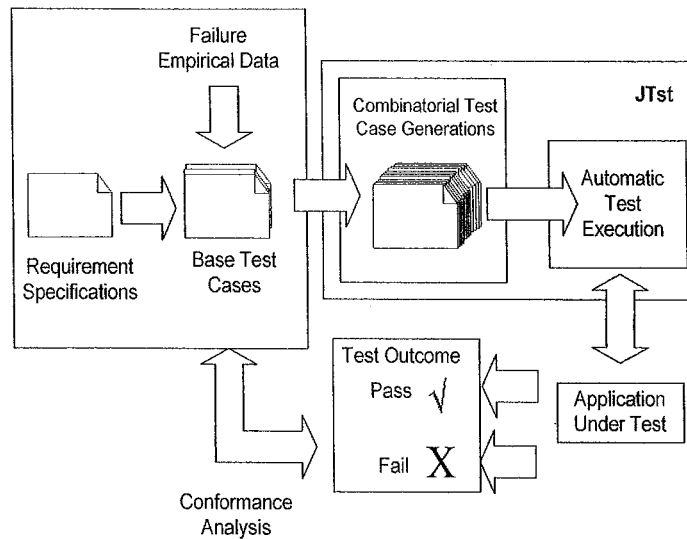 Failure
Empirical Data
Requirement
Specifications
Base Test
Cases
JTst
Combinatorial Test
Case Generations
Automatic
Test
Execution
Test Outcome
Pass √
Fail X
Application
Under Test
Conformance
Analysis